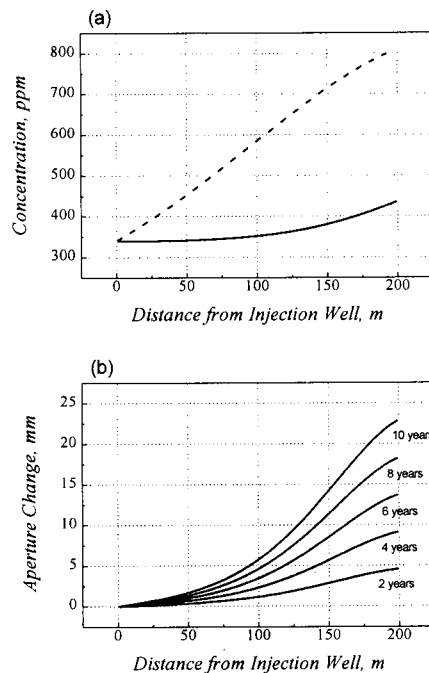 (a)
800
700
600
500
400
300
Concentration, ppm
0 50 100 150 200
Distance from Injection Well, m
(b)
25
20
15
10
5
0
Aperture Change, mm
10 years
8 years
6 years
4 years
2 years
0 50 100 150 200
Distance from Injection Well, m